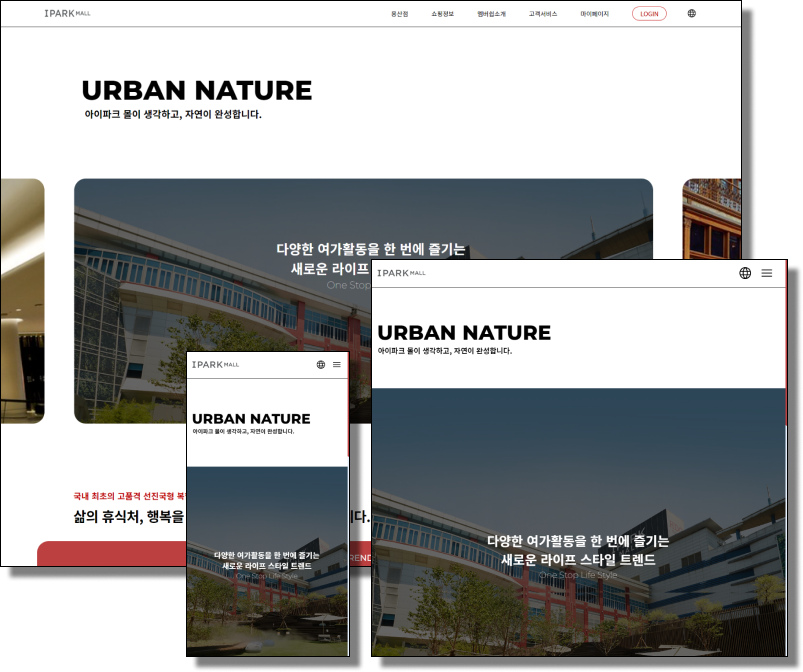 IPARK MALL
용산점 쇼핑정보 멤버쉽소개 고객서비스 마이페이지 LOGIN
URBAN NATURE
아이파크 몰이 생각하고, 자연이 완성합니다.
다양한 여가활동을 한 번에 즐기는
새로운 라이프
One Stop
국내 최초의 고품격 선진국형
삶의 휴식처, 행복을
다.
IPARK MALL
URBAN NATURE
아이파크 몰이 생각하고, 자연이 완성합니다.
다양한 여가활동을 한 번에 즐기는
새로운 라이프 스타일 트렌드
One Stop Life Style
IPARK MALL
URBAN NATURE
아이파크 몰이 생각하고, 자연이 완성합니다.
다양한 여가활동을 한 번에 즐기는
새로운 라이프 스타일 트렌드
One Stop Life Style